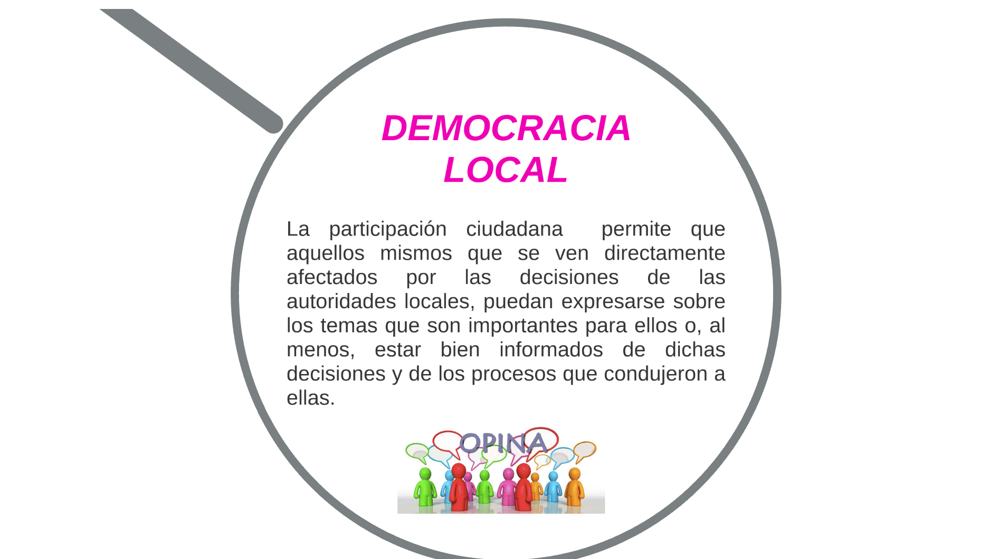 DEMOCRACIA
LOCAL
La participación ciudadana permite que
aquellos mismos que se ven directamente
afectados por las decisiones de las
autoridades locales, puedan expresarse sobre
los temas que son importantes para ellos o, al
menos, estar bien informados de dichas
decisiones y de los procesos que condujeron a
ellas.
OPINA